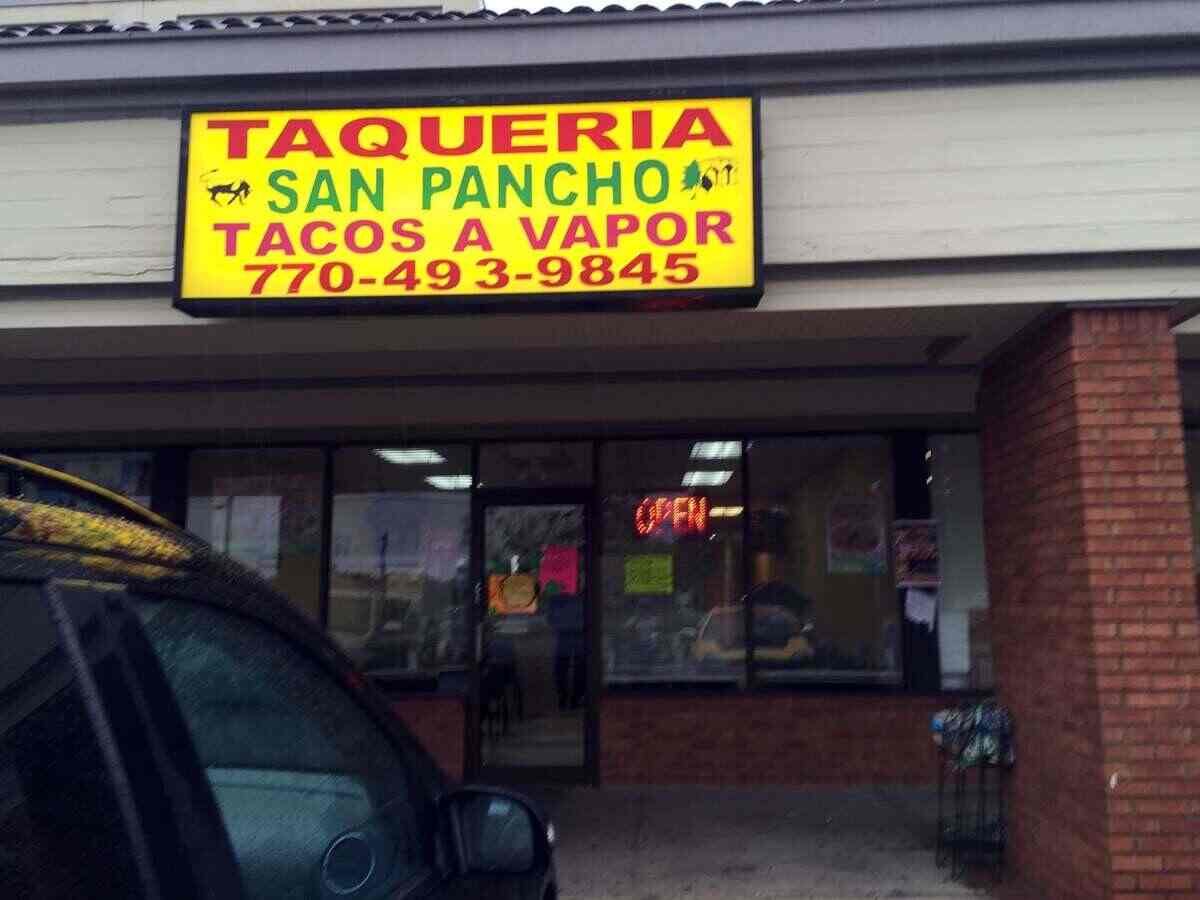 TAQUERIA
SAN PANCHO
TACOS A VAPOR
770-493-9845
OPEN